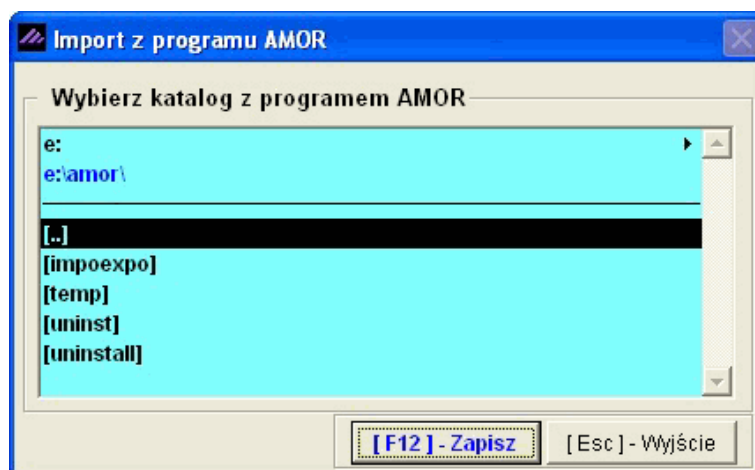 Import z programu AMOR
Wybierz katalog z programem AMOR
e:
e:\amor\
[..]
[impoexpo]
[temp]
[uninst]
[uninstall]
[ F12 ] - Zapisz [ Esc ] - Wyjście